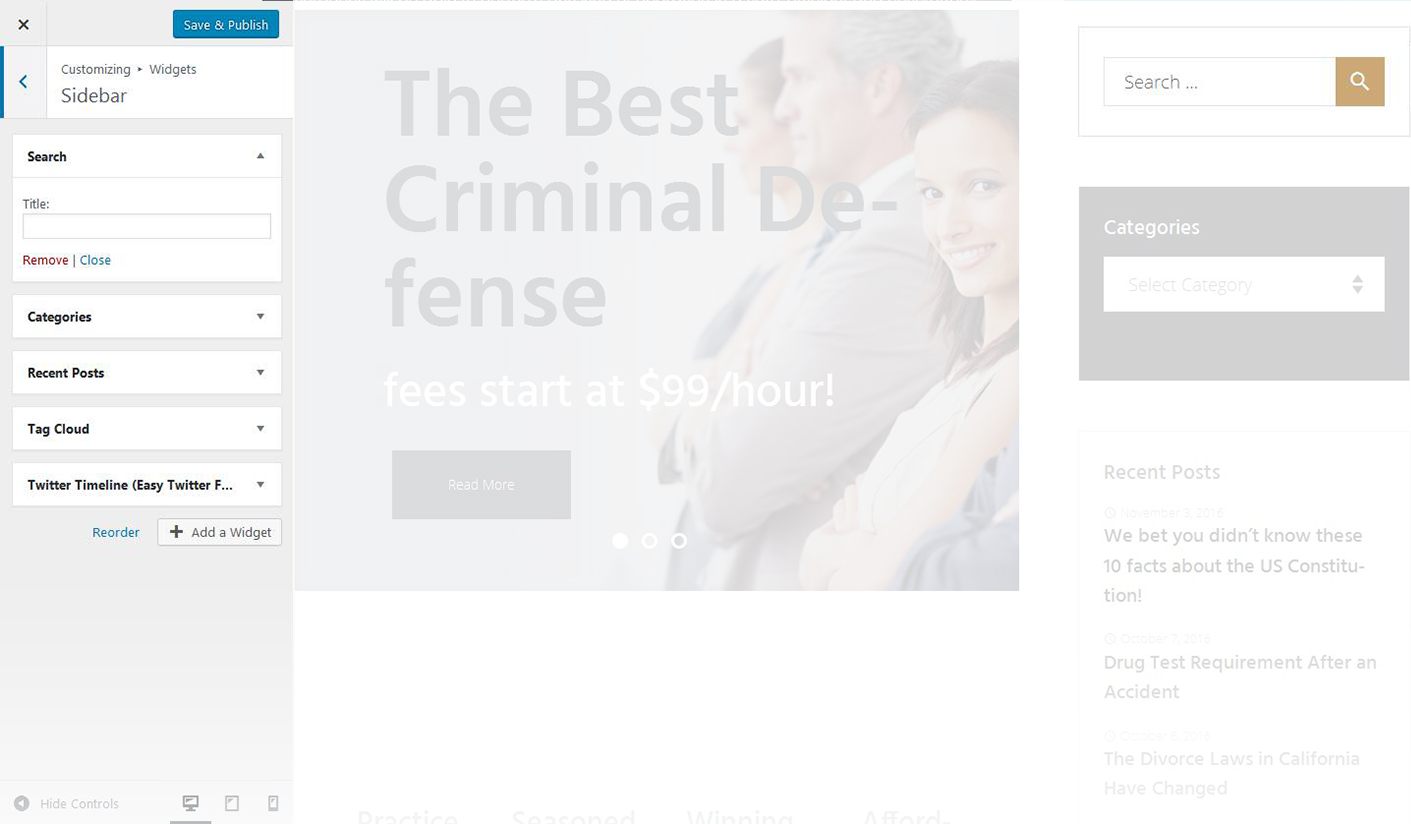 Save & Publish
Customizing ▸ Widgets
Sidebar
Search
Title:
Remove | Close
Categories
Recent Posts
Tag Cloud
Twitter Timeline (Easy Twitter F...
Reorder
Add a Widget
Hide Controls
The Best
Criminal De-
fense
fees start at $99/hour!
Read More
Practice Seasoned Winning Afford-
Search ...
Categories
Select Category
Recent Posts
November 3, 2016
We bet you didn't know these
10 facts about the US Constitu-
tion!
October 7, 2016
Drug Test Requirement After an
Accident
October 6, 2016
The Divorce Laws in California
Have Changed